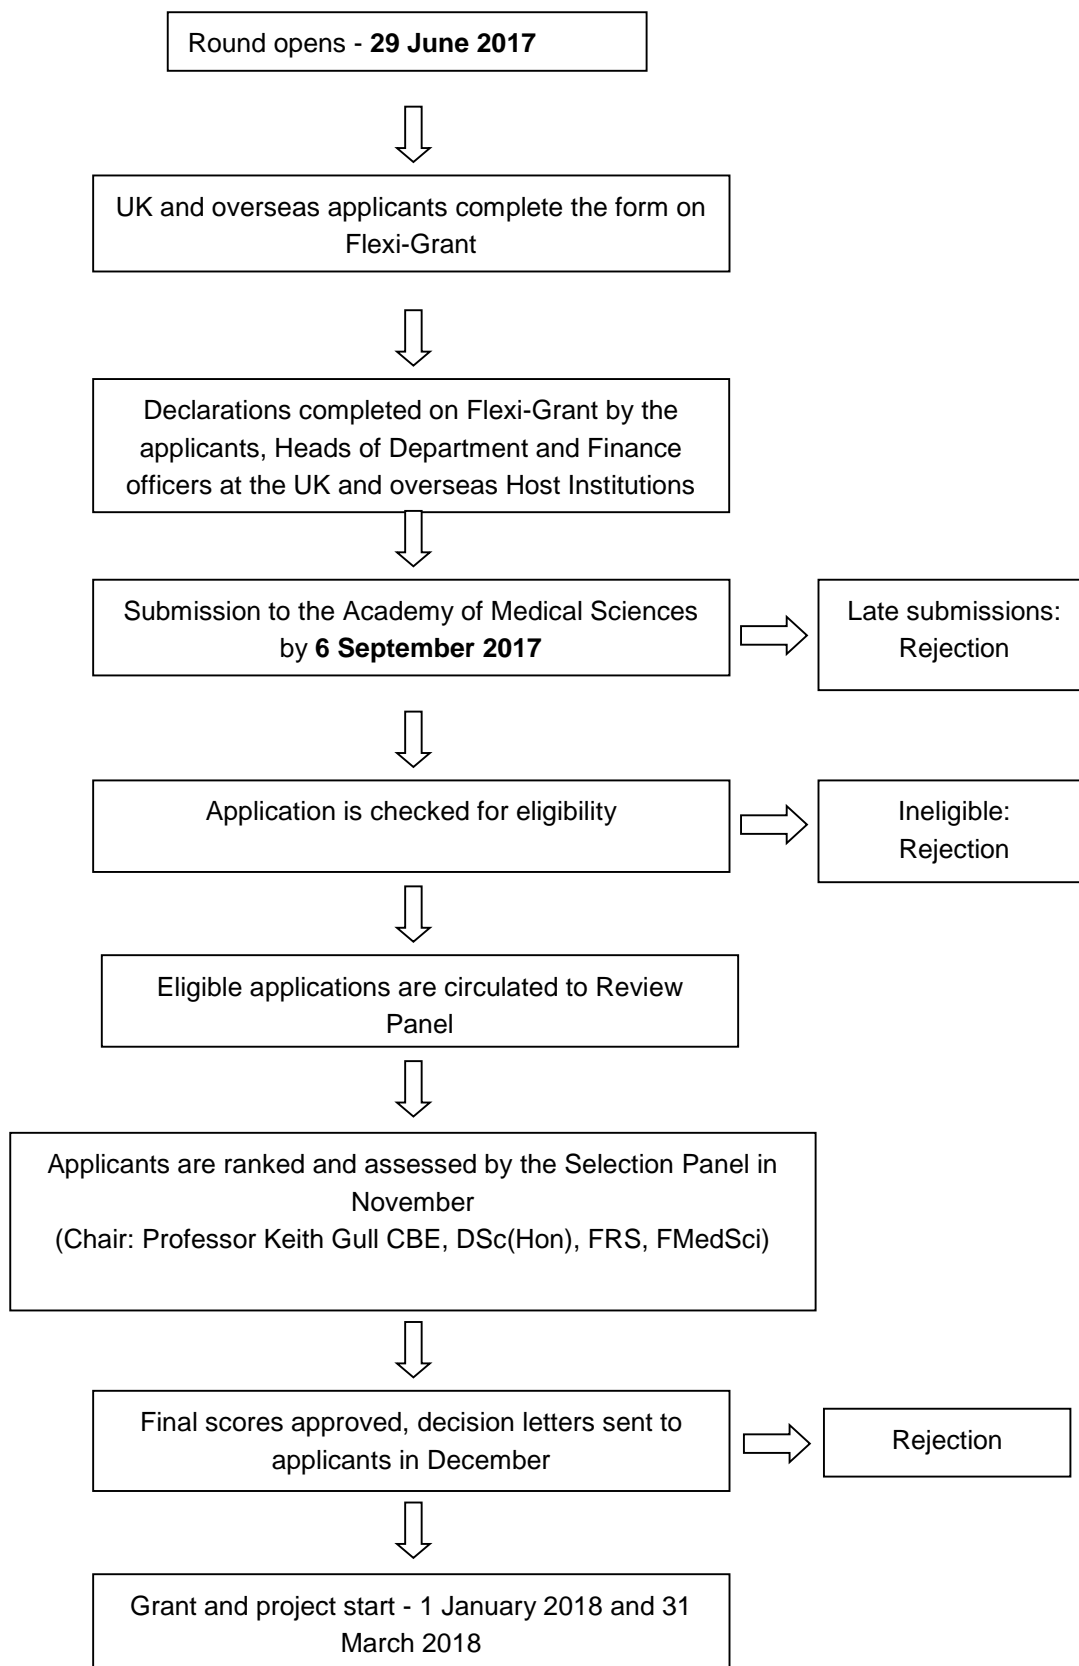 Round opens - 29 June 2017
UK and overseas applicants complete the form on
Flexi-Grant
Declarations completed on Flexi-Grant by the
applicants, Heads of Department and Finance
officers at the UK and overseas Host Institutions
Submission to the Academy of Medical Sciences
by 6 September 2017
Late submissions:
Rejection
Application is checked for eligibility
Ineligible:
Rejection
Eligible applications are circulated to Review
Panel
Applicants are ranked and assessed by the Selection Panel in
November
(Chair: Professor Keith Gull CBE, DSc(Hon), FRS, FMedSci)
Final scores approved, decision letters sent to
applicants in December
Rejection
Grant and project start - 1 January 2018 and 31
March 2018